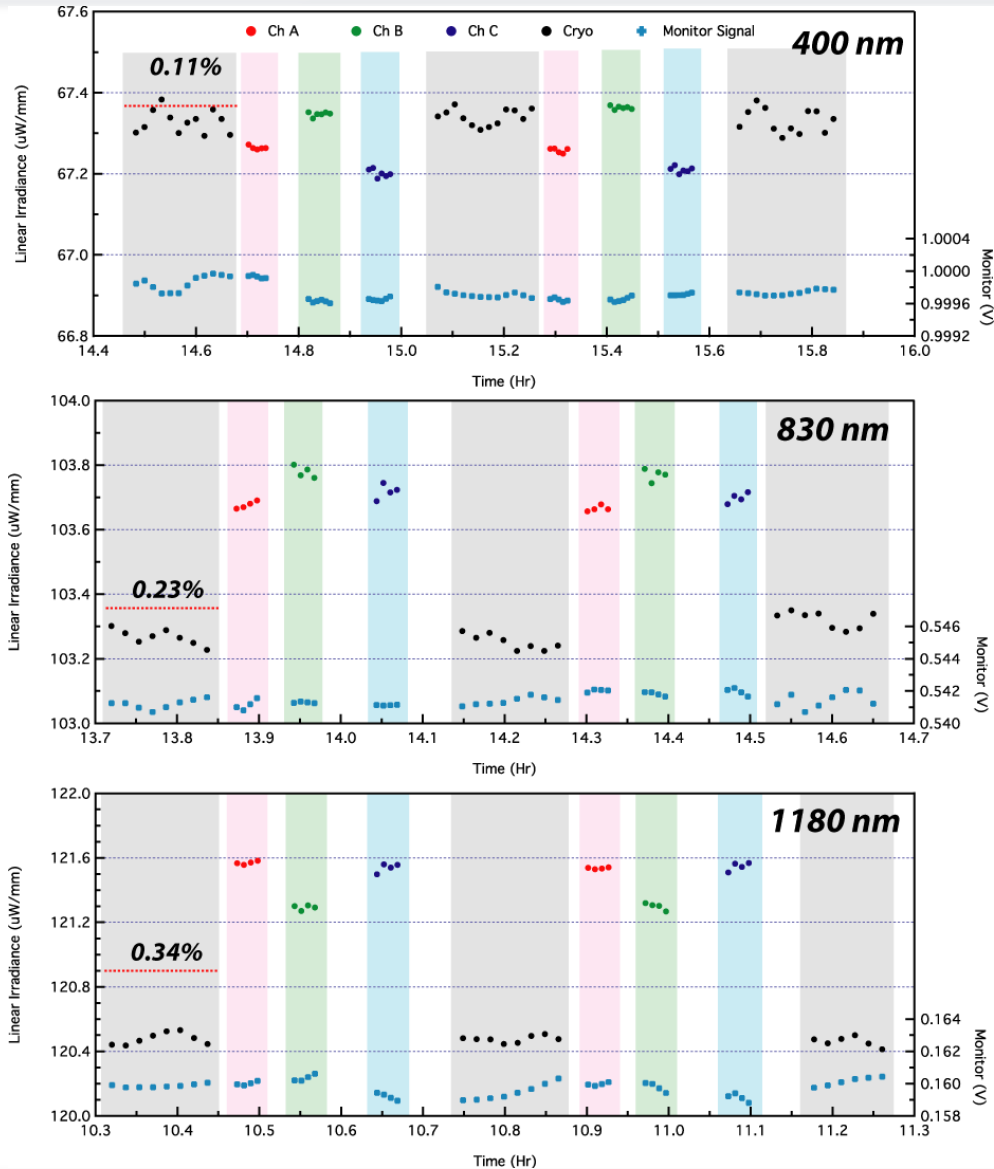 67.6
Ch A Ch B Ch C Cryo Monitor Signal
400 nm
0.11%
67.4
67.2
67.0
66.8
Linear Irradiance (uW/mm)
1.0004
1.0000
0.9996
0.9992
Monitor (V)
14.4 14.6 14.8 15.0 15.2 15.4 15.6 15.8 16.0
Time (Hr)
104.0
830 nm
103.8
103.6
103.4
0.23%
103.2
103.0
Linear Irradiance (uW/mm)
0.546
0.544
0.542
0.540
Monitor (V)
13.7 13.8 13.9 14.0 14.1 14.2 14.3 14.4 14.5 14.6 14.7
Time (Hr)
122.0
1180 nm
121.6
121.2
0.34%
120.8
120.4
120.0
Linear Irradiance (uW/mm)
0.164
0.162
0.160
0.158
Monitor (V)
10.3 10.4 10.5 10.6 10.7 10.8 10.9 11.0 11.1 11.2 11.3
Time (Hr)